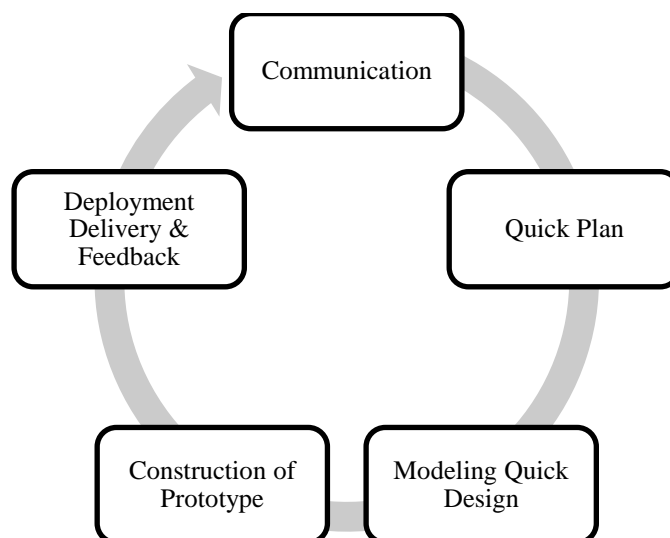 Communication
Quick Plan
Modeling Quick
Design
Construction of
Prototype
Deployment
Delivery &
Feedback